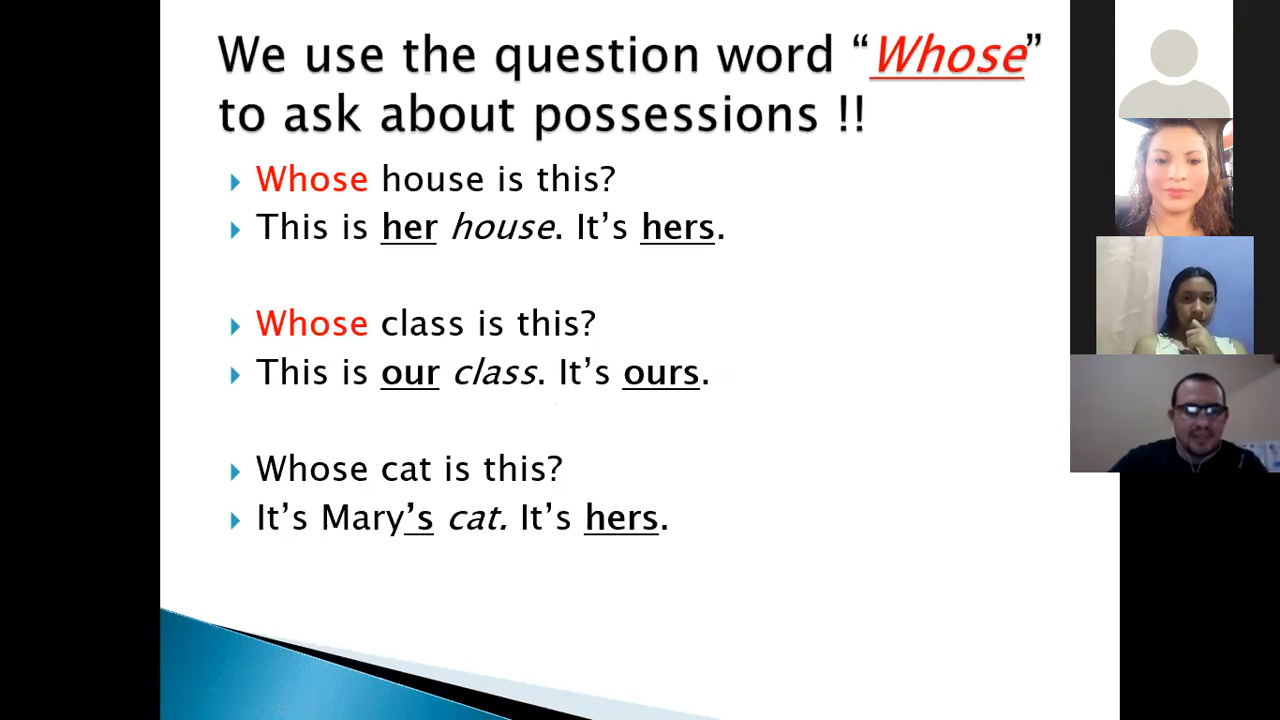 We use the question word “Whose”
to ask about possessions !!
Whose house is this?
This is her house. It’s hers.
Whose class is this?
This is our class. It’s ours.
Whose cat is this?
It’s Mary’s cat. It’s hers.